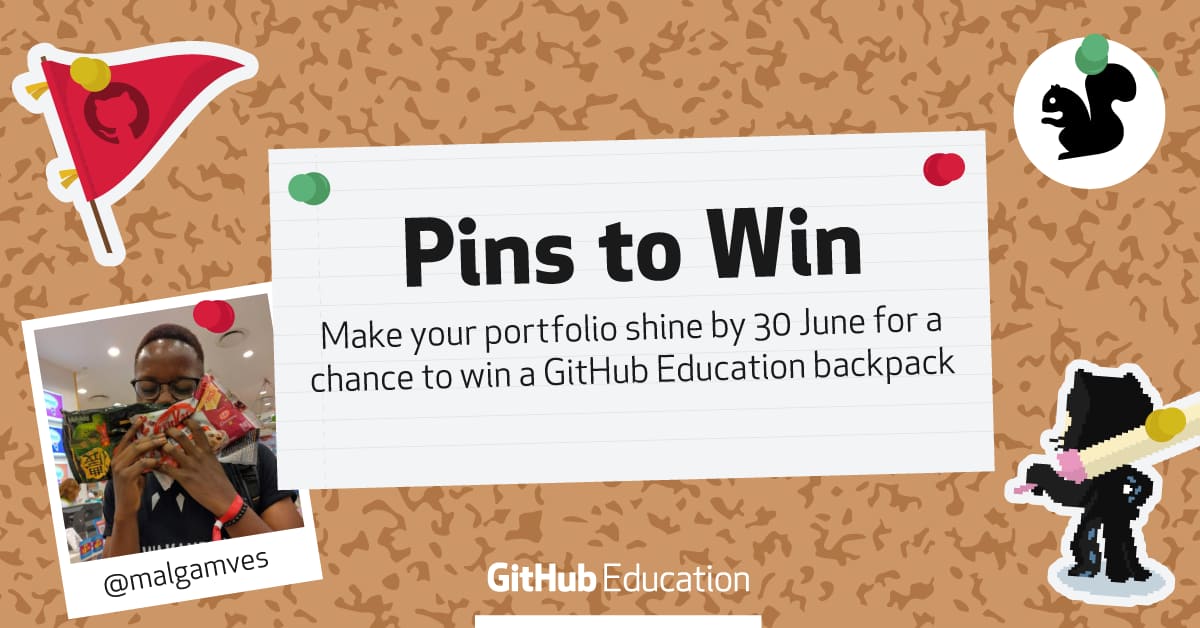 Pins to Win
Make your portfolio shine by 30 June for a
chance to win a GitHub Education backpack
@malgamves
GitHub Education